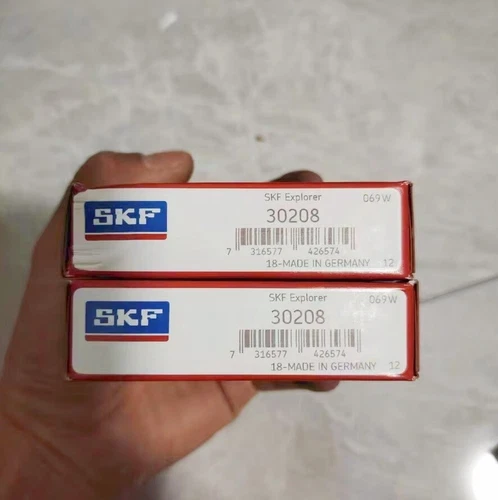 SKF
SKF Explorer
069W
30208
7 316577 426574
18-MADE IN GERMANY 12
SKF
SKF Explorer
069W
30208
7 316577 426574
18-MADE IN GERMANY 12